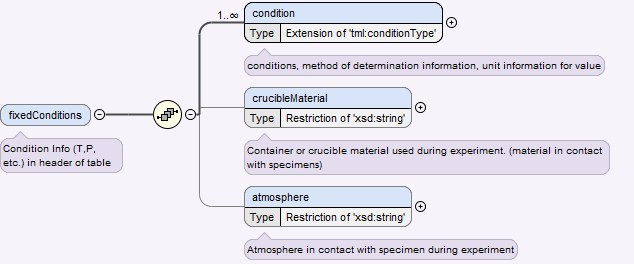 1..∞
condition
Type Extension of 'tml:conditionType'
conditions, method of determination information, unit information for value
fixedConditions
Condition Info (T,P,
etc.) in header of table
crucibleMaterial
Type Restriction of 'xsd:string'
Container or crucible material used during experiment. (material in contact
with specimens)
atmosphere
Type Restriction of 'xsd:string'
Atmosphere in contact with specimen during experiment